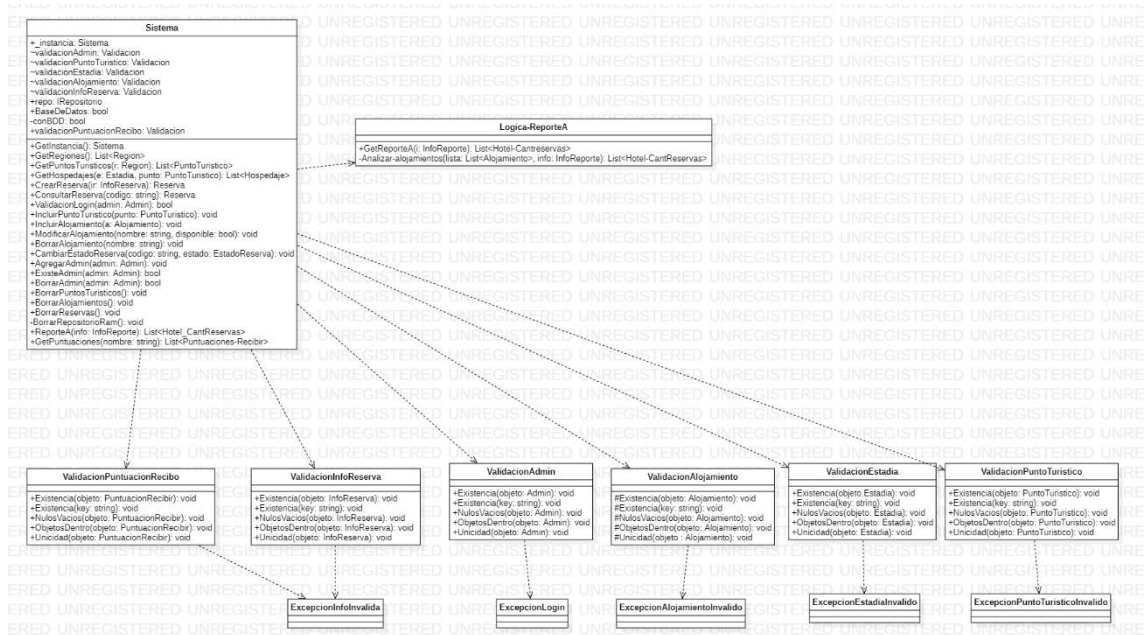 Sistema
+_instancia: Sistema
~validacionAdmin: Validacion
~validacionPuntoTuristico: Validacion
~validacionEstadia: Validacion
~validacionAlojamiento: Validacion
~validacionInfoReserva: Validacion
+repo: IRepositorio
+BaseDeDatos: bool
-conBDD: bool
+validacionPuntuacionRecibo: Validacion
+GetInstancia(): Sistema
+GetRegiones(): List<Region>
+GetPuntosTuristicos(r: Region): List<PuntoTuristico>
+GetHospedajes(e: Estadia, punto: PuntoTuristico): List<Hospedaje>
+CrearReserva(ir: InfoReserva): Reserva
+ConsultarReserva(codigo: string): Reserva
+ValidacionLogin(admin: Admin): bool
+IncluirPuntoTuristico(punto: PuntoTuristico): void
+IncluirAlojamiento(a: Alojamiento): void
+ModificarAlojamiento(nombre: string, disponible: bool): void
+BorrarAlojamiento(nombre: string): void
+CambiarEstadoReserva(codigo: string, estado: EstadoReserva): void
+AgregarAdmin(admin: Admin): void
+ExisteAdmin(admin: Admin): bool
+BorrarAdmin(admin: Admin): bool
+BorrarPuntosTuristicos(): void
+BorrarAlojamientos(): void
+BorrarReservas(): void
-BorrarRepositorioRam(): void
+ReporteA(info: InfoReporte): List<Hotel_CantReservas>
+GetPuntuaciones(nombre: string): List<Puntuaciones-Recibir>
Logica-ReporteA
+GetReporteA(i: InfoReporte): List<Hotel-Cantreservas>
-Analizar-alojamientos(lista: List<Alojamiento>, info: InfoReporte): List<Hotel-CantReservas>
ValidacionPuntuacionRecibo
+Existencia(objeto: PuntuacionRecibir): void
+Existencia(key: string): void
+NulosVacios(objeto: PuntuacionRecibir): void
+ObjetosDentro(objeto: PuntuacionRecibir): void
+Unicidad(objeto: PuntuacionRecibir): void
ValidacionInfoReserva
+Existencia(objeto: InfoReserva): void
+Existencia(key: string): void
+NulosVacios(objeto: InfoReserva): void
+ObjetosDentro(objeto: InfoReserva): void
+Unicidad(objeto: InfoReserva): void
ValidacionAdmin
+Existencia(objeto: Admin): void
+Existencia(key: string): void
+NulosVacios(objeto: Admin): void
+ObjetosDentro(objeto: Admin): void
+Unicidad(objeto: Admin): void
ValidacionAlojamiento
#Existencia(objeto: Alojamiento): void
#Existencia(key: string): void
#NulosVacios(objeto: Alojamiento): void
#ObjetosDentro(objeto: Alojamiento): void
#Unicidad(objeto : Alojamiento): void
ValidacionEstadia
+Existencia(objeto: Estadia): void
+Existencia(key: string): void
+NulosVacios(objeto: Estadia): void
+ObjetosDentro(objeto: Estadia): void
+Unicidad(objeto: Estadia): void
ValidacionPuntoTuristico
+Existencia(objeto: PuntoTuristico): void
+Existencia(key: string): void
+NulosVacios(objeto: PuntoTuristico): void
+ObjetosDentro(objeto: PuntoTuristico): void
+Unicidad(objeto: PuntoTuristico): void
ExcepcionInfoInvalida
ExcepcionLogin
ExcepcionAlojamientoInvalido
ExcepcionEstadiaInvalido
ExcepcionPuntoTuristicoInvalido
UNREGISTERED